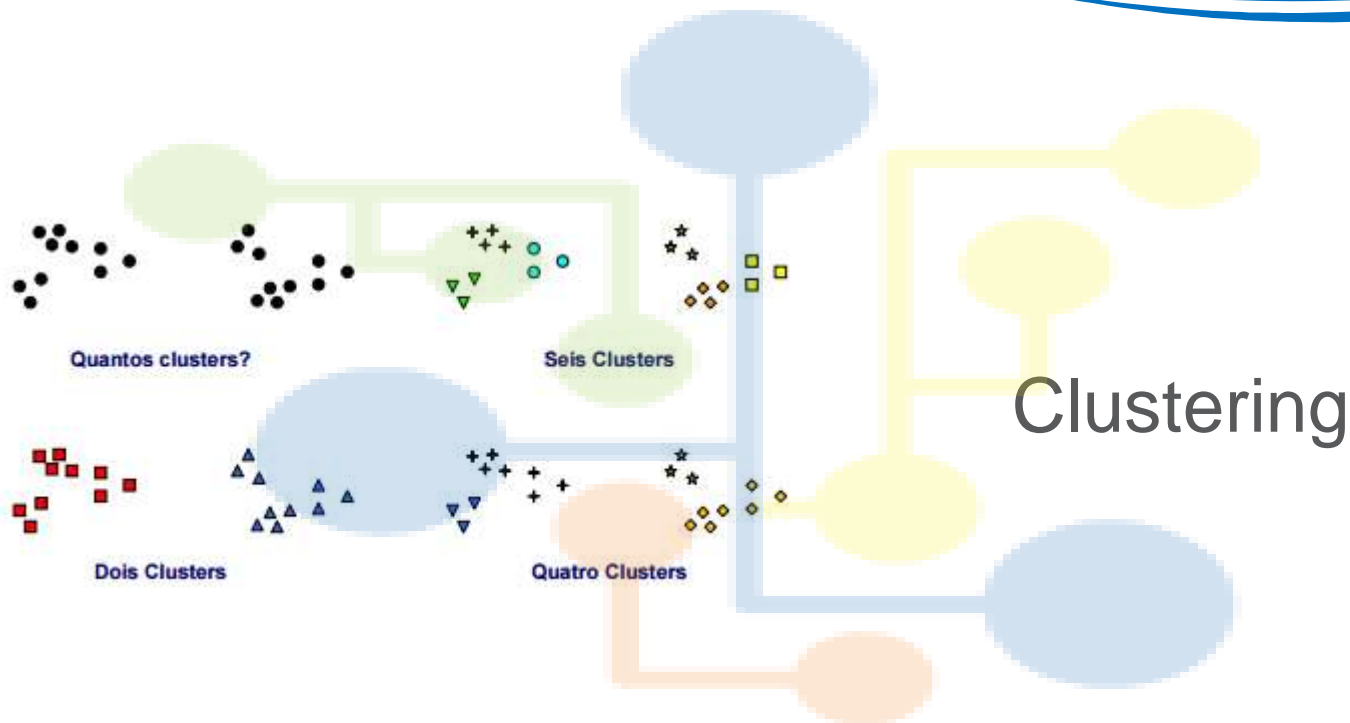 Quantos clusters?
Seis Clusters
Clustering
Dois Clusters
Quatro Clusters